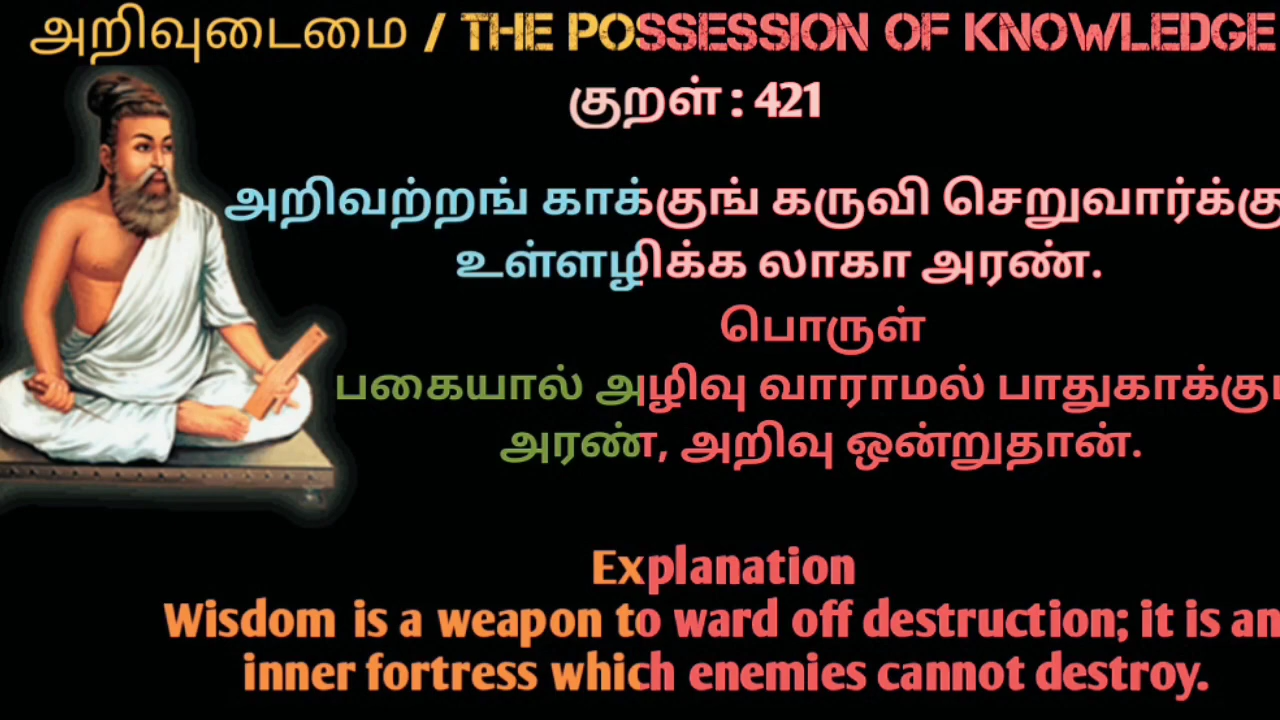 அறிவுடைமை / THE POSSESSION OF KNOWLEDGE
குறள் : 421
அறிவற்றங் காக்குங் கருவி செறுவார்க்கு
உள்ளழிக்க லாகா அரண்.
பொருள்
பகையால் அழிவு வாராமல் பாதுகாக்கு
அரண், அறிவு ஒன்றுதான்.
Explanation
Wisdom is a weapon to ward off destruction; it is an
inner fortress which enemies cannot destroy.